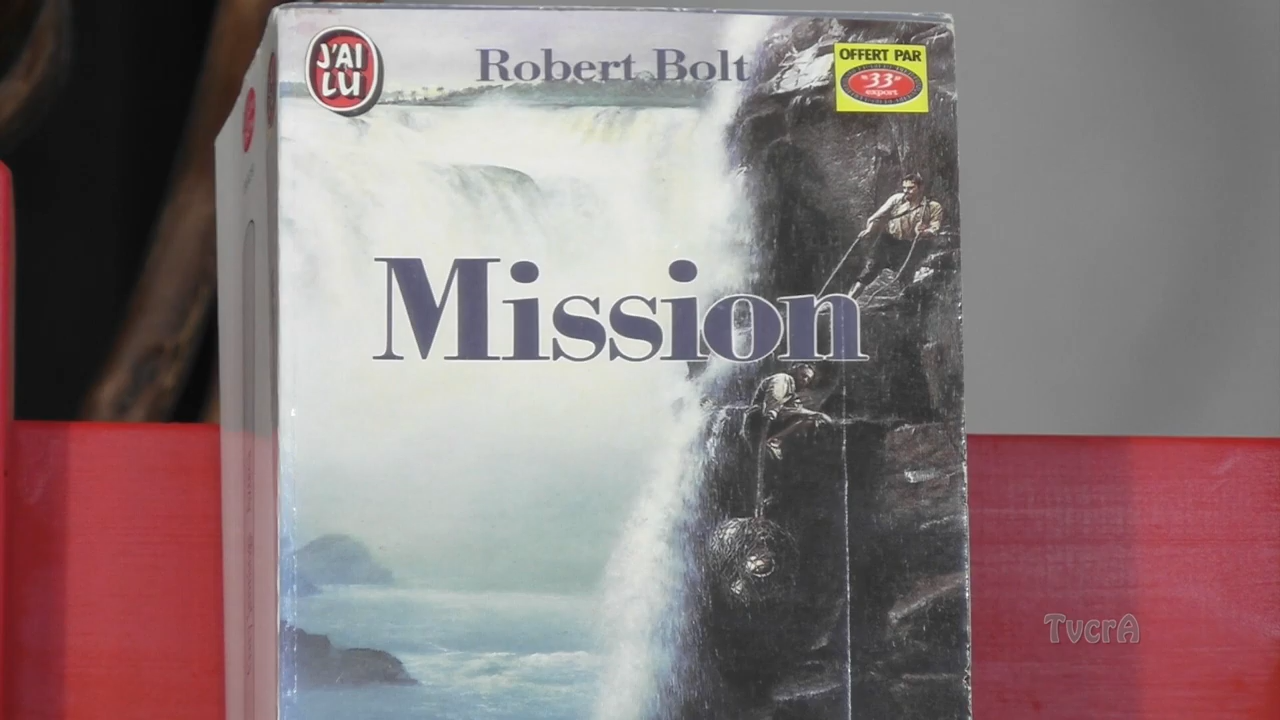 J'AI
LU
Robert Bolt
OFFERT PAR
"33"
export
Mission
TvcrA